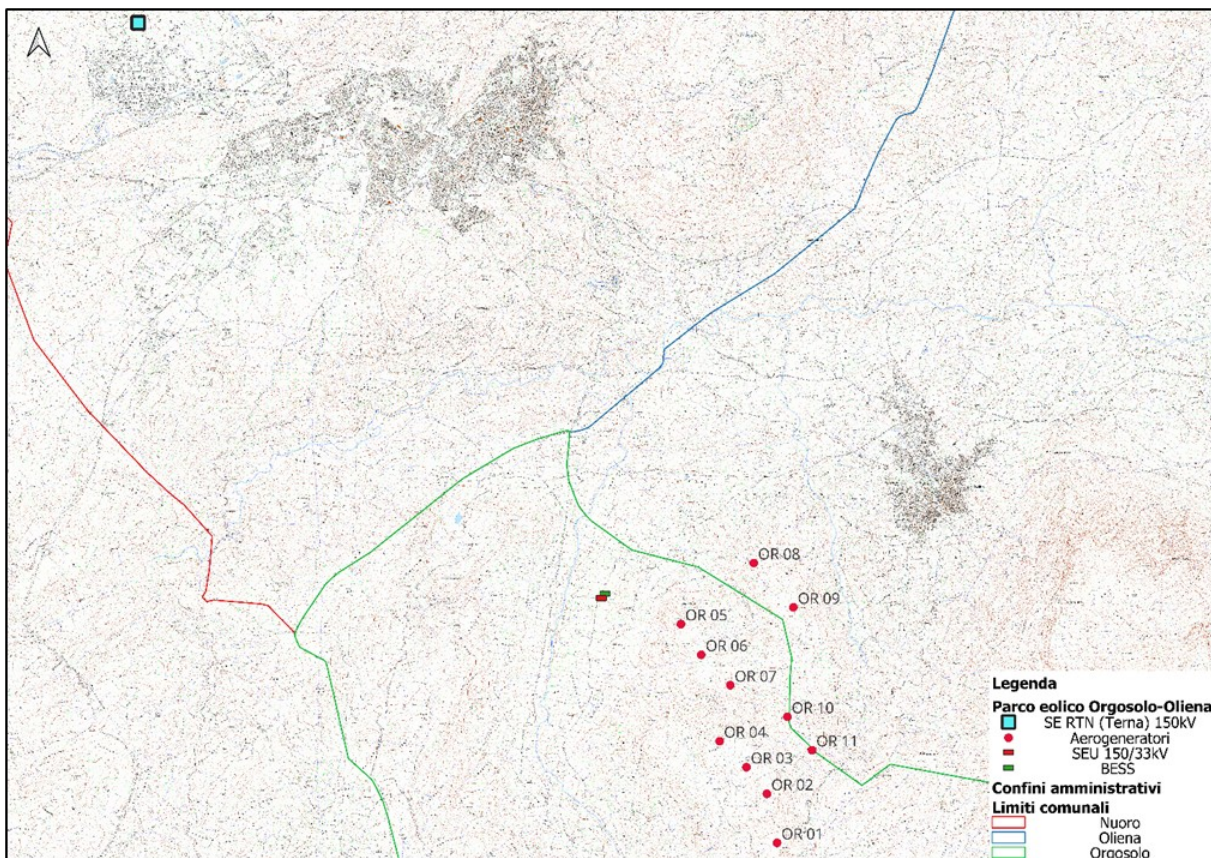 OR 08
OR 09
OR 05
OR 06
OR 07
OR 10
OR 04
OR 11
OR 03
OR 02
OR 01
Legenda
Parco eolico Orgosolo-Oliena
SE RTN (Terna) 150kV
Aerogeneratori
SEU 150/33kV
BESS
Confini amministrativi
Limiti comunali
Nuoro
Oliena
Orgosolo